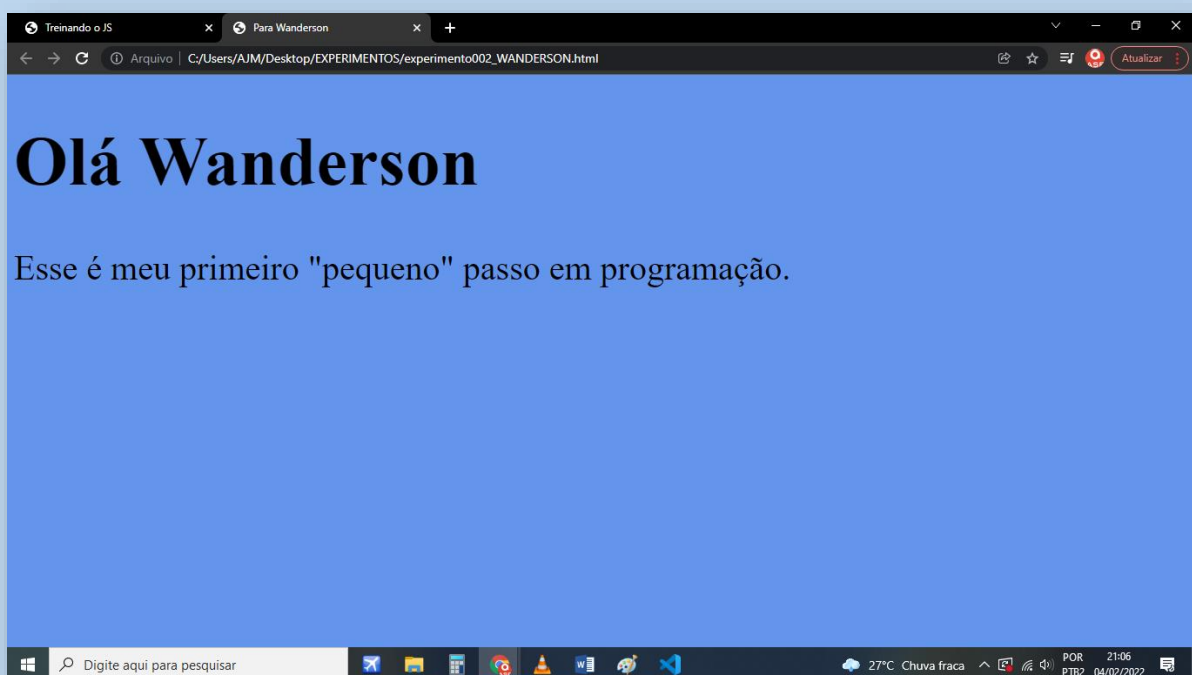 Treinando o JS
Para Wanderson
Arquivo | C:/Users/AJM/Desktop/EXPERIMENTOS/experimento002_WANDERSON.html
Atualizar
Olá Wanderson
Esse é meu primeiro "pequeno" passo em programação.
Digite aqui para pesquisar
27°C Chuva fraca
POR 21:06
PTB2 04/02/2022